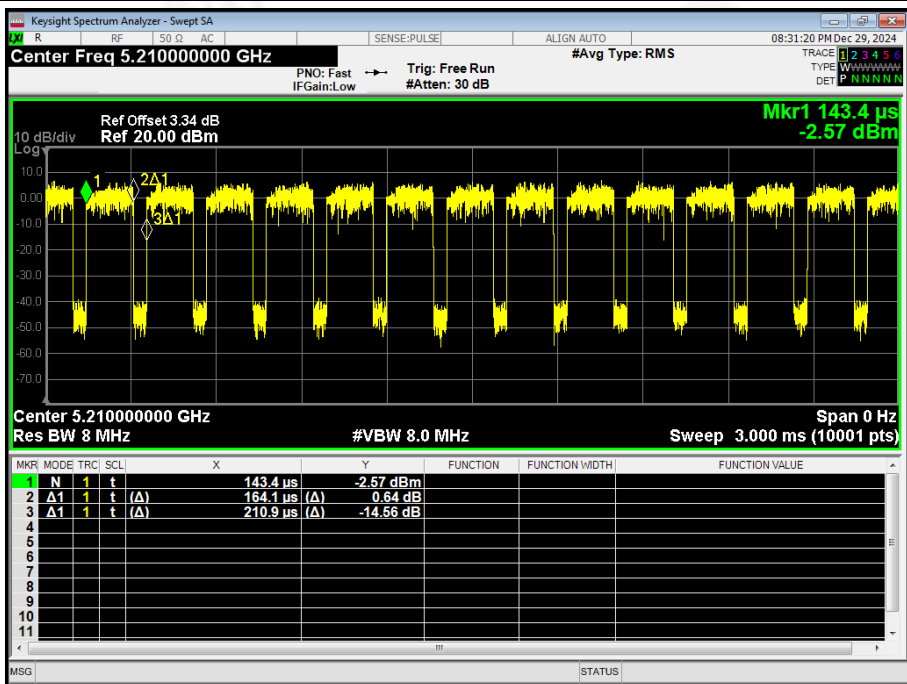 Keysight Spectrum Analyzer - Swept SA
LXI R RF 50 Ω AC SENSE:PULSE ALIGN AUTO 08:31:20 PM Dec 29, 2024
Center Freq 5.210000000 GHz #Avg Type: RMS TRACE 1 2 3 4 5 6
PNO: Fast Trig: Free Run TYPE WWWWWW
IFGain:Low #Atten: 30 dB DET P N N N N N
Mkr1 143.4 µs
Ref Offset 3.34 dB
10 dB/div Ref 20.00 dBm -2.57 dBm
Log
10.0
1 2Δ1
0.00
3Δ1
-10.0
-20.0
-30.0
-40.0
-50.0
-60.0
-70.0
Center 5.210000000 GHz Span 0 Hz
Res BW 8 MHz #VBW 8.0 MHz Sweep 3.000 ms (10001 pts)
MKR MODE TRC SCL X Y FUNCTION FUNCTION WIDTH FUNCTION VALUE
1 N 1 t 143.4 µs -2.57 dBm
2 Δ1 1 t (Δ) 164.1 µs (Δ) 0.64 dB
3 Δ1 1 t (Δ) 210.9 µs (Δ) -14.56 dB
4
5
6
7
8
9
10
11
MSG STATUS